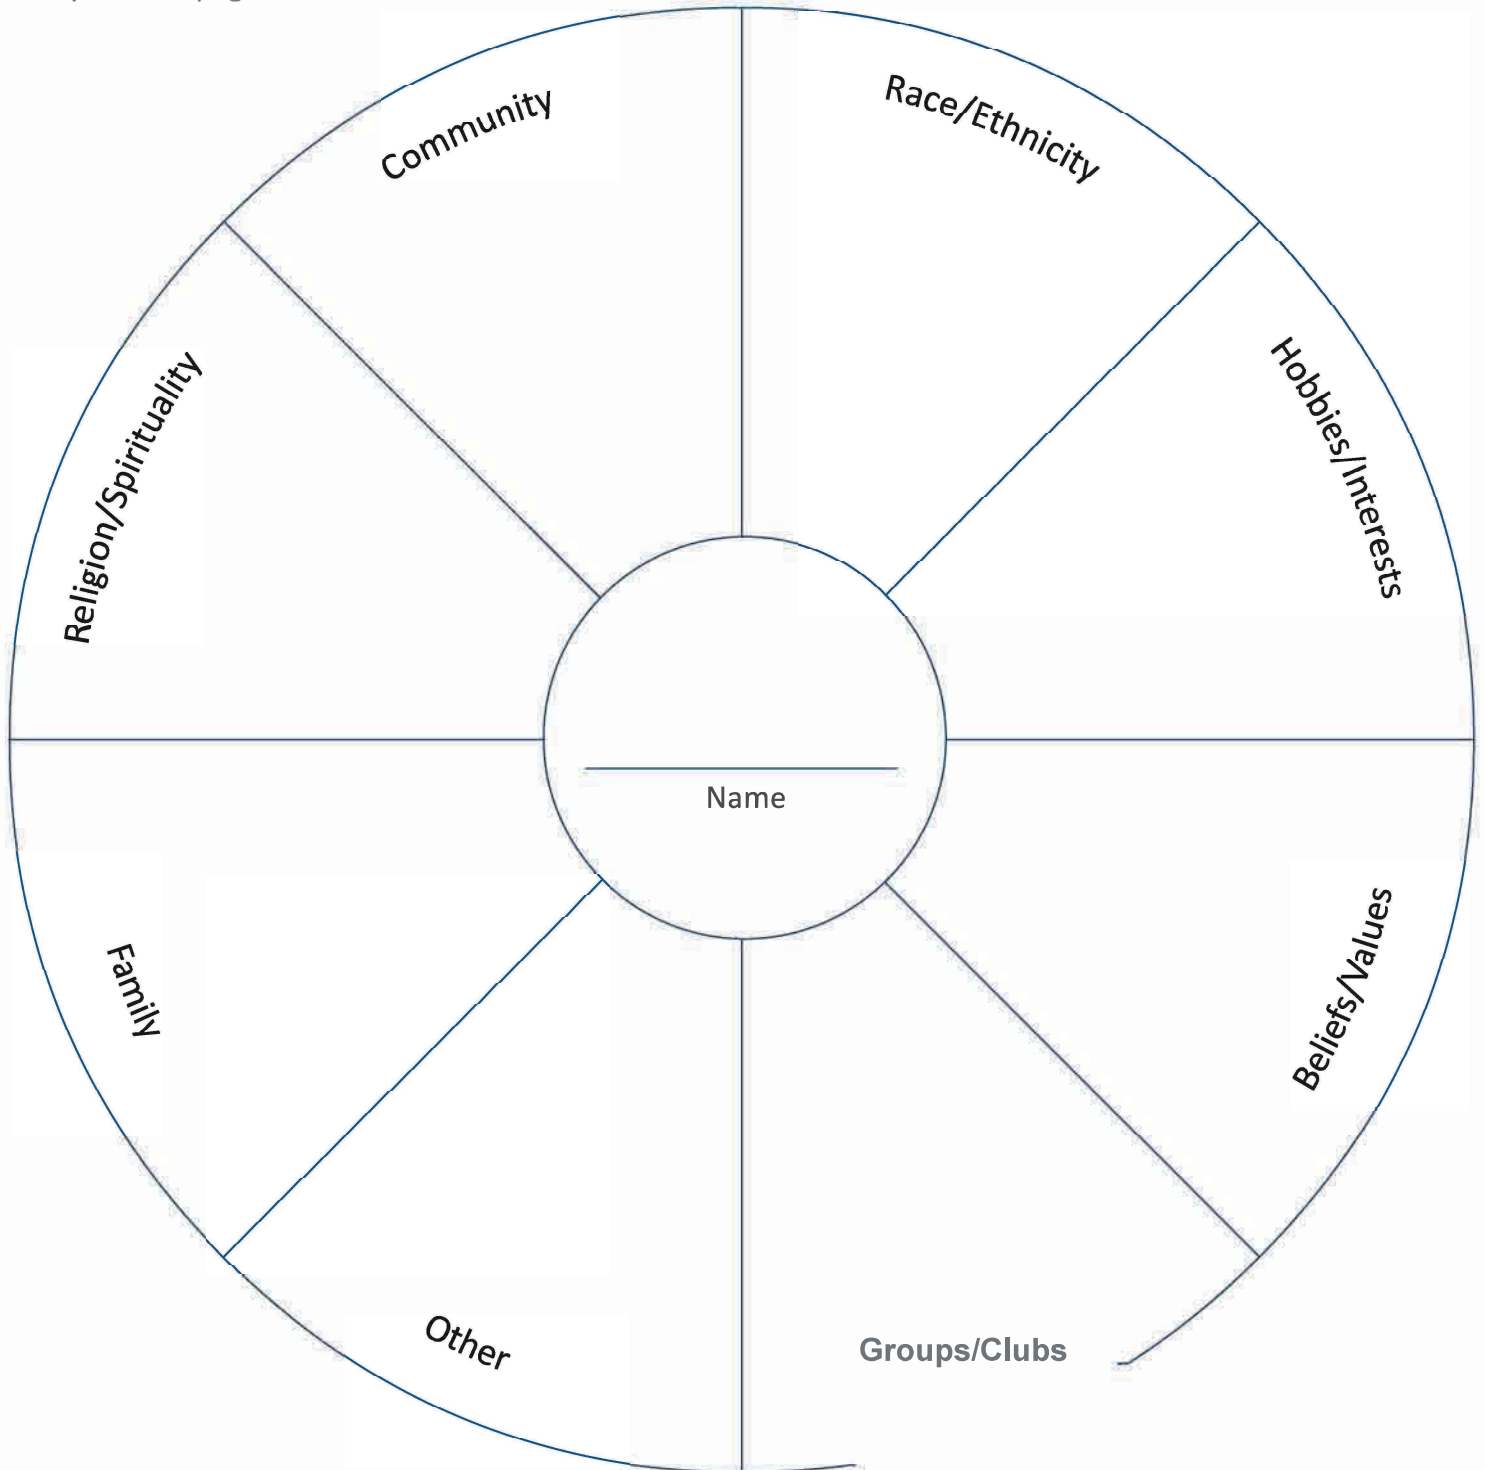 Community
Race/Ethnicity
Religion/Spirituality
Hobbies/Interests
Name
Family
Beliefs/Values
Other
Groups/Clubs